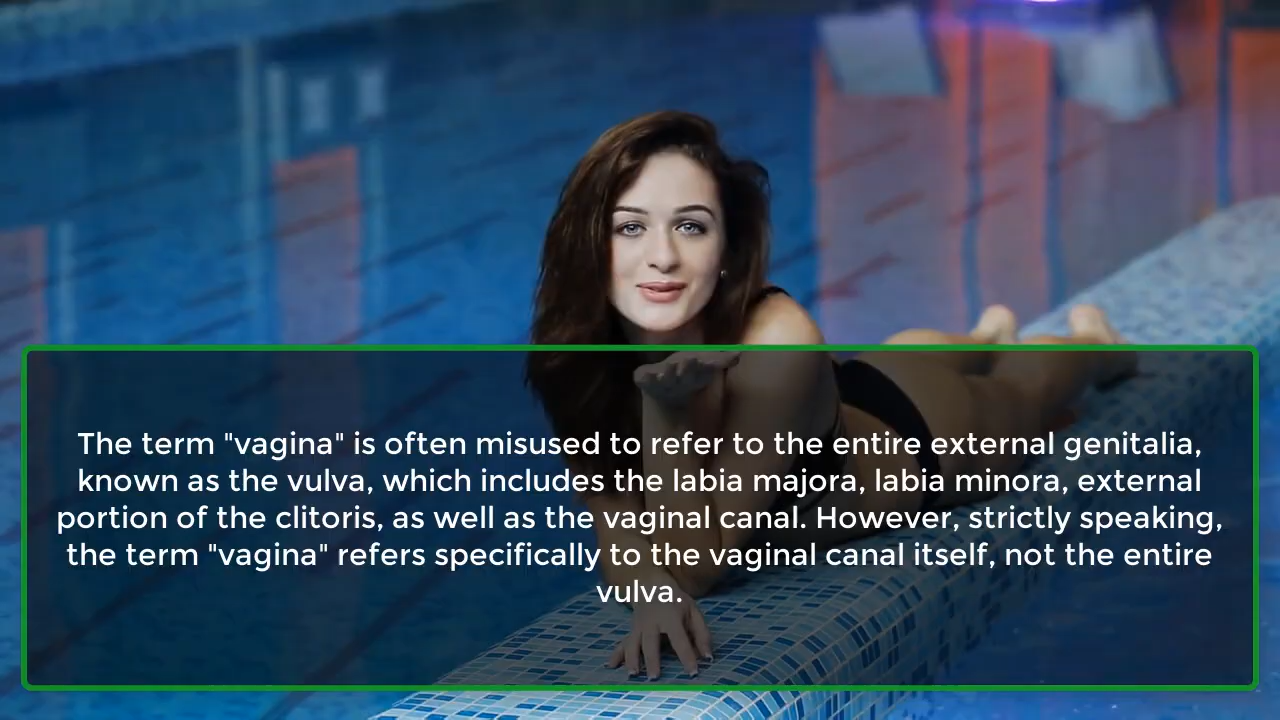 The term "vagina" is often misused to refer to the entire external genitalia,
known as the vulva, which includes the labia majora, labia minora, external
portion of the clitoris, as well as the vaginal canal. However, strictly speaking,
the term "vagina" refers specifically to the vaginal canal itself, not the entire
vulva.